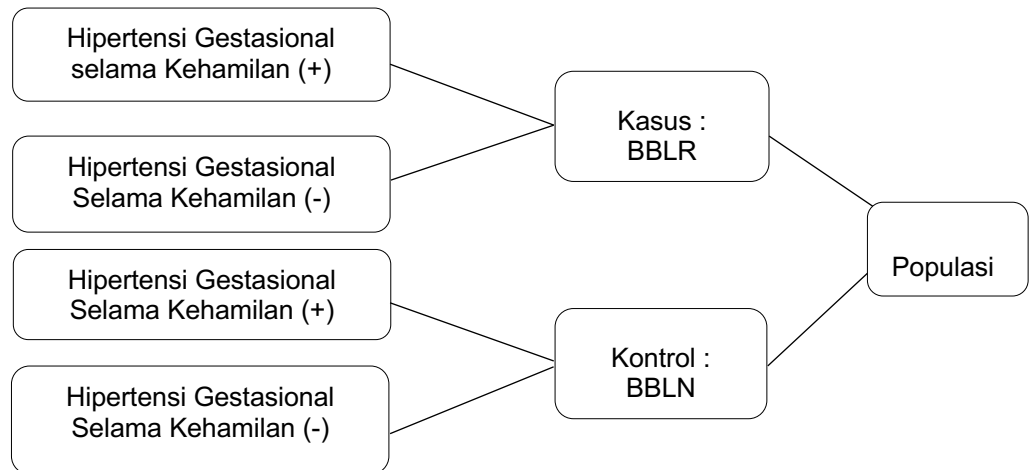 Hipertensi Gestasional
selama Kehamilan (+)
Hipertensi Gestasional
Selama Kehamilan (-)
Hipertensi Gestasional
Selama Kehamilan (+)
Hipertensi Gestasional
Selama Kehamilan (-)
Kasus :
BBLR
Kontrol :
BBLN
Populasi